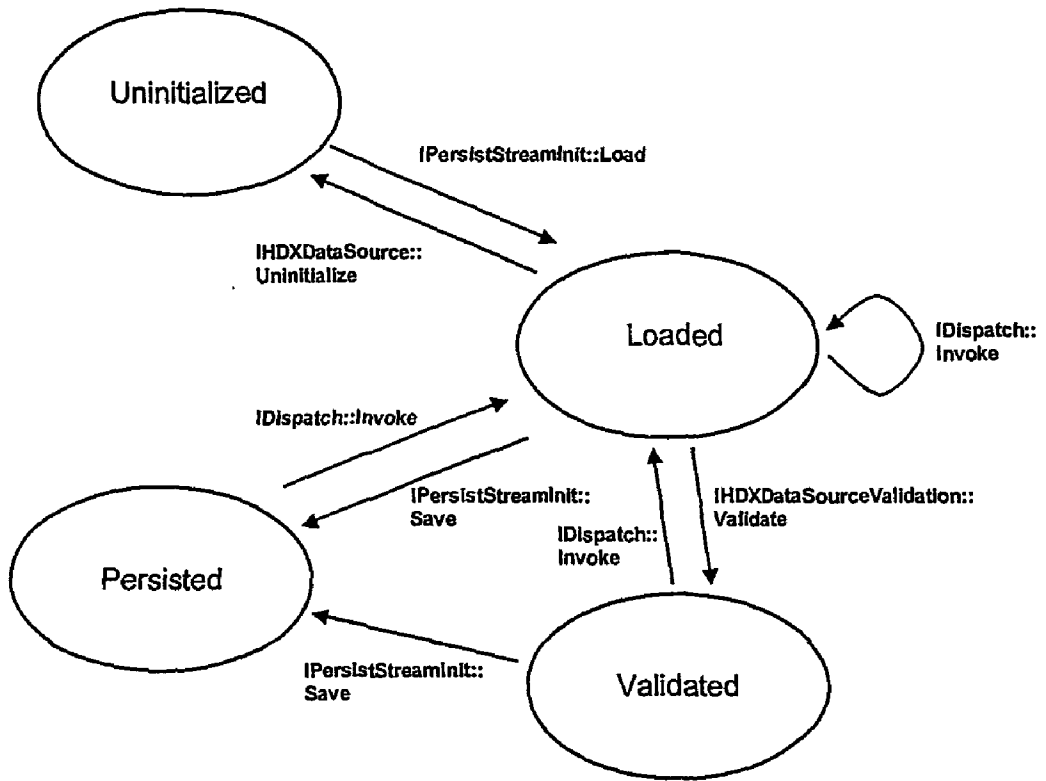 Uninitialized
IPersistStreamInit::Load
IHDXDataSource::
Uninitialize
Loaded
IDispatch::
Invoke
IDispatch::Invoke
IPersistStreamInit::
Save
IHDXDataSourceValidation::
Validate
IDispatch::
Invoke
Persisted
IPersistStreamInit::
Save
Validated